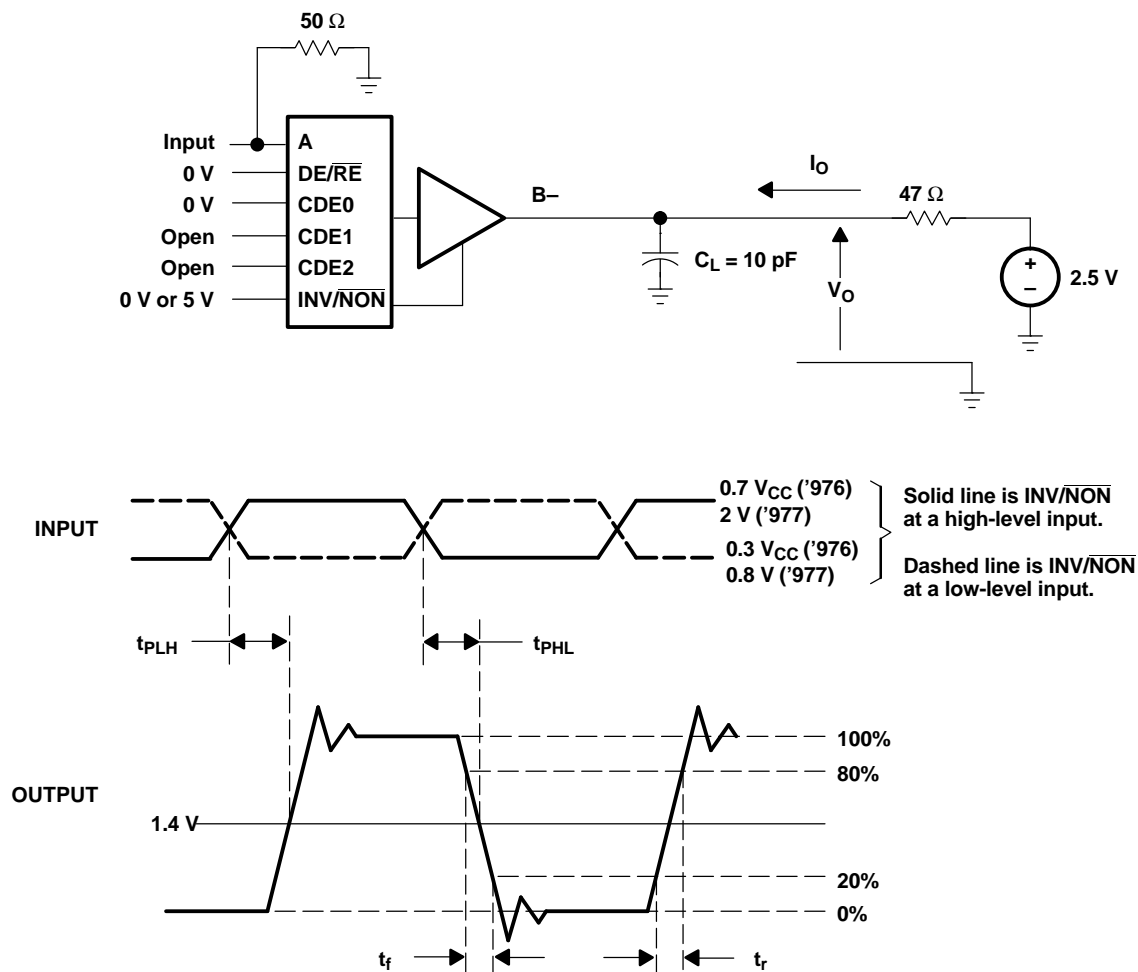 50 Ω
Input
A
0 V
DE/RE
0 V
CDE0
Open
CDE1
Open
CDE2
0 V or 5 V
INV/NON
B–
IO
47 Ω
CL = 10 pF
VO
+
–
2.5 V
INPUT
0.7 VCC ('976)
2 V ('977)
0.3 VCC ('976)
0.8 V ('977)
Solid line is INV/NON
at a high-level input.
Dashed line is INV/NON
at a low-level input.
tPLH
tPHL
OUTPUT
1.4 V
100%
80%
20%
0%
tf
tr